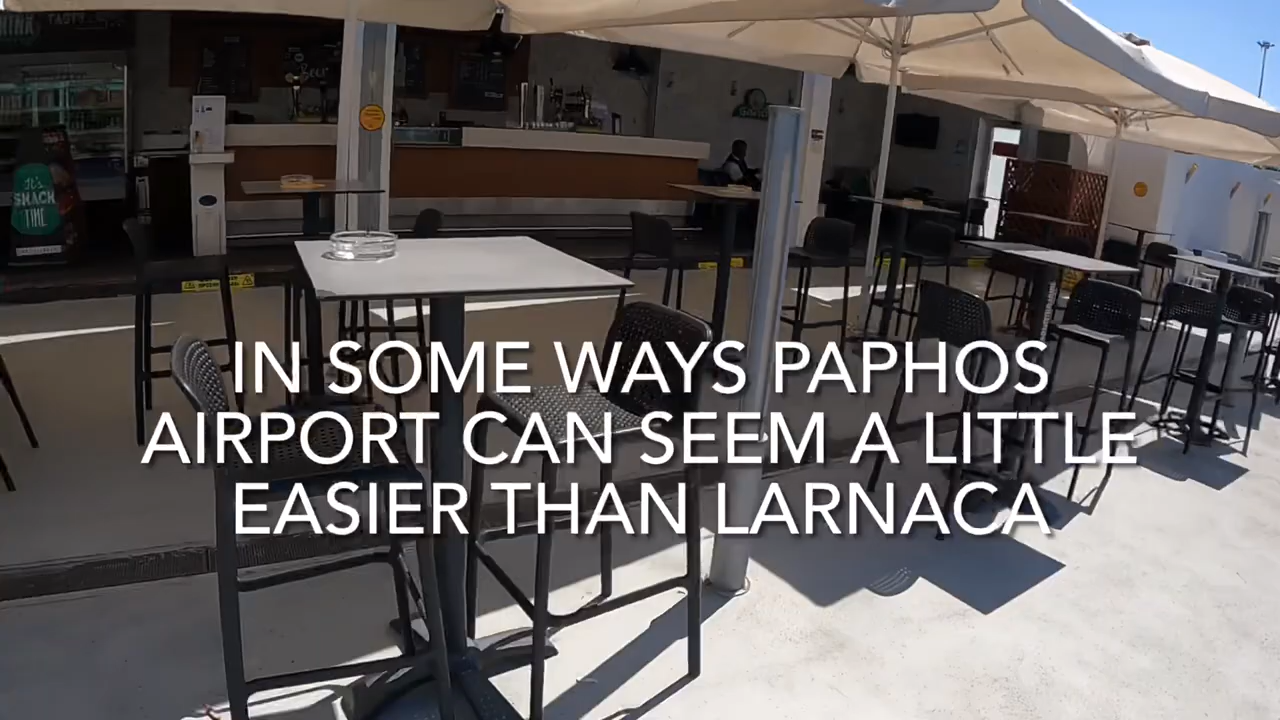 It's
SNACK
TIME
IN SOME WAYS PAPHOS
AIRPORT CAN SEEM A LITTLE
EASIER THAN LARNACA